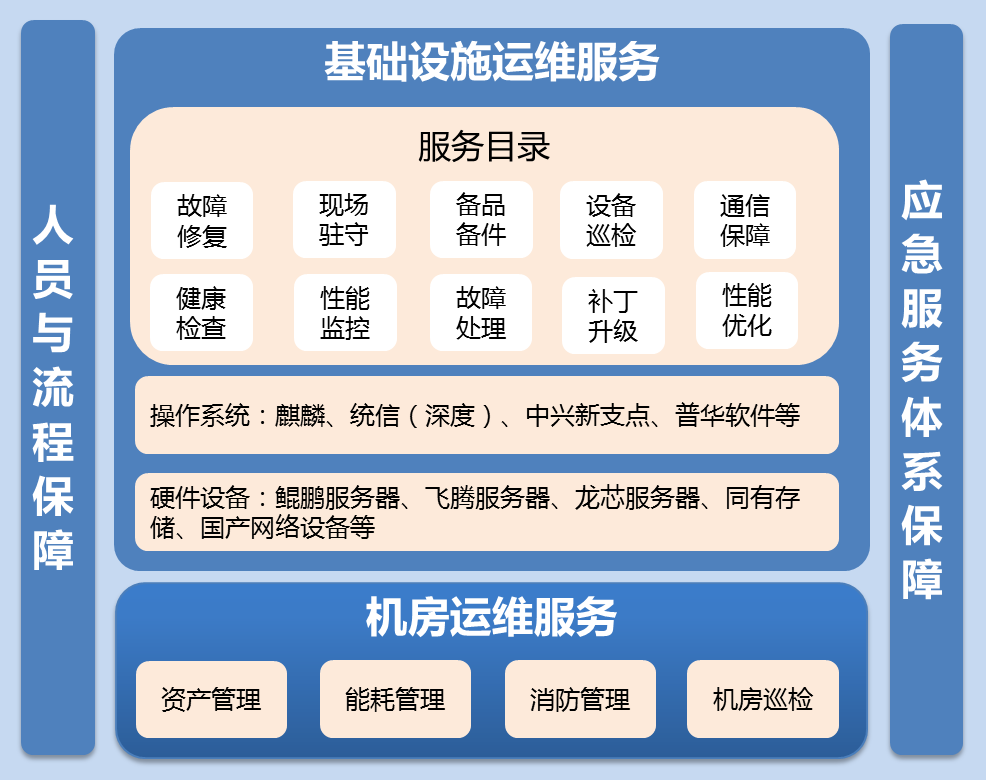 人员与流程保障
基础设施运维服务
服务目录
故障
修复
现场
驻守
备品
备件
设备
巡检
通信
保障
健康
检查
性能
监控
故障
处理
补丁
升级
性能
优化
操作系统：麒麟、统信（深度）、中兴新支点、普华软件等
硬件设备：鲲鹏服务器、飞腾服务器、龙芯服务器、同有存
储、国产网络设备等
机房运维服务
资产管理
能耗管理
消防管理
机房巡检
应急服务体系保障